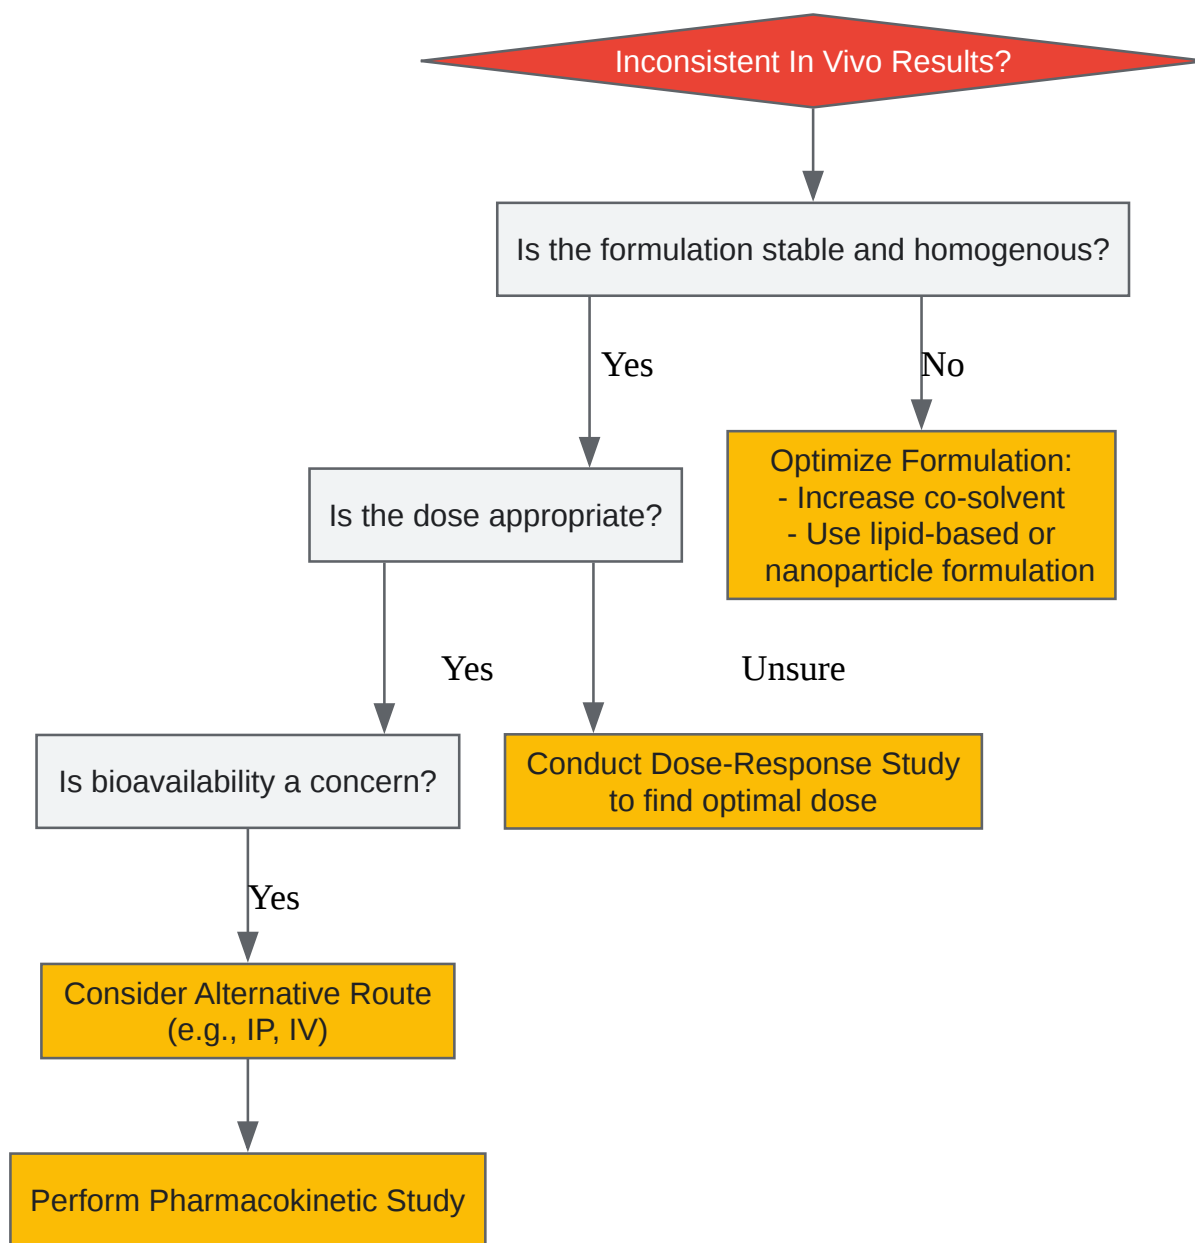 Inconsistent In Vivo Results?
Is the formulation stable and homogenous?
Yes
No
Optimize Formulation:
- Increase co-solvent
- Use lipid-based or
nanoparticle formulation
Is the dose appropriate?
Yes
Unsure
Is bioavailability a concern?
Conduct Dose-Response Study
to find optimal dose
Yes
Consider Alternative Route
(e.g., IP, IV)
Perform Pharmacokinetic Study